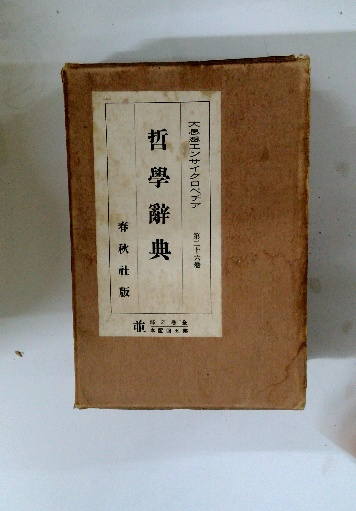 大思想エンサイクロペヂア 第二十六巻
哲學辭典
春秋社版